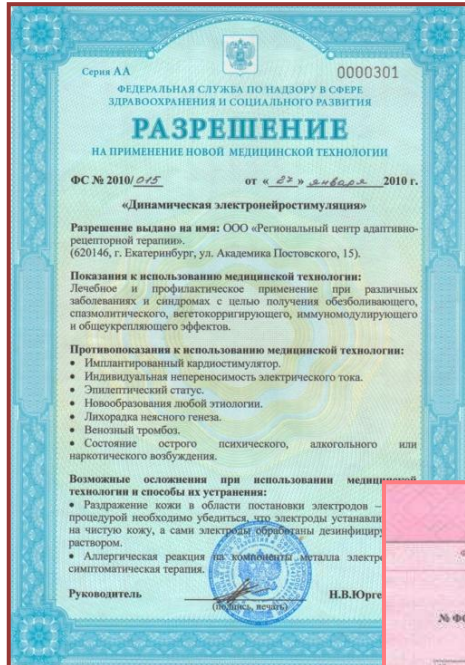 Серия АА
0000301
ФЕДЕРАЛЬНАЯ СЛУЖБА ПО НАДЗОРУ В СФЕРЕ
ЗДРАВООХРАНЕНИЯ И СОЦИАЛЬНОГО РАЗВИТИЯ
РАЗРЕШЕНИЕ
НА ПРИМЕНЕНИЕ НОВОЙ МЕДИЦИНСКОЙ ТЕХНОЛОГИИ
ФС № 2010/015 от « 27 » января 2010 г.
«Динамическая электронейростимуляция»
Разрешение выдано на имя: ООО «Региональный центр адаптивно-
рецепторной терапии».
(620146, г. Екатеринбург, ул. Академика Постовского, 15).
Показания к использованию медицинской технологии:
Лечебное и профилактическое применение при различных
заболеваниях и синдромах с целью получения обезболивающего,
спазмолитического, вегетокорригирующего, иммуномодулирующего
и общеукрепляющего эффектов.
Противопоказания к использованию медицинской технологии:
• Имплантированный кардиостимулятор.
• Индивидуальная непереносимость электрического тока.
• Эпилептический статус.
• Новообразования любой этиологии.
• Лихорадка неясного генеза.
• Венозный тромбоз.
• Состояние острого психического, алкогольного или
наркотического возбуждения.
Возможные осложнения при использовании медицинской
технологии и способы их устранения:
• Раздражение кожи в области постановки электродов –
процедурой необходимо убедиться, что электроды устанавли
на чистую кожу, а сами электроды обработаны дезинфициру
раствором.
• Аллергическая реакция на компоненты металла электро
симптоматическая терапия.
Руководитель Н.В.Юрге
(подпись, печать)
№ ФС